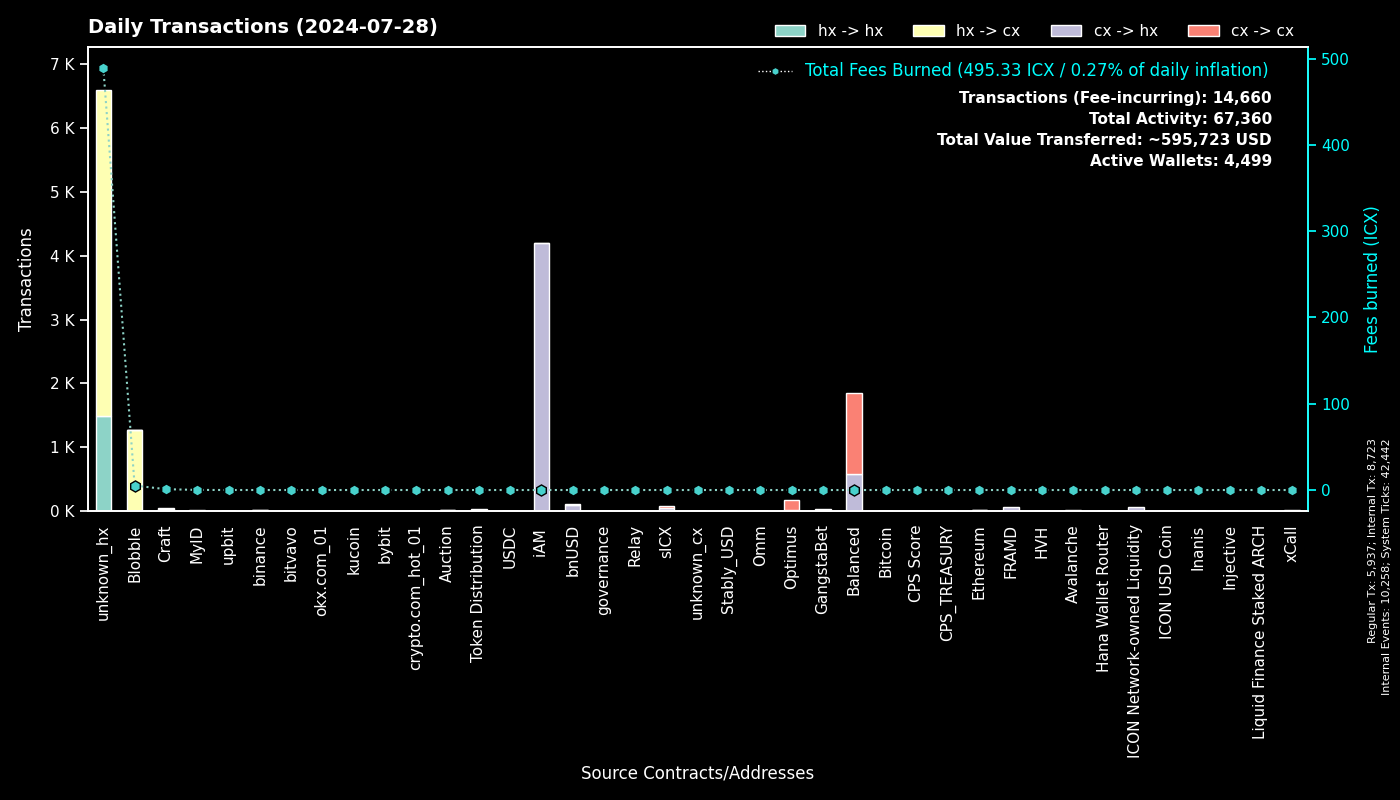 Daily Transactions (2024-07-28)
hx -> hx
hx -> cx
cx -> hx
cx -> cx
Total Fees Burned (495.33 ICX / 0.27% of daily inflation)
Transactions (Fee-incurring): 14,660
Total Activity: 67,360
Total Value Transferred: ~595,723 USD
Active Wallets: 4,499
Transactions
7 K
6 K
5 K
4 K
3 K
2 K
1 K
0 K
500
400
300
200
100
0
Fees burned (ICX)
unknown_hx
Blobble
Craft
MyID
upbit
binance
bitvavo
okx.com_01
kucoin
bybit
crypto.com_hot_01
Auction
Token Distribution
USDC
iAM
bnUSD
governance
Relay
sICX
unknown_cx
Stably_USD
Omm
Optimus
GangstaBet
Balanced
Bitcoin
CPS Score
CPS_TREASURY
Ethereum
FRAMD
HVH
Avalanche
Hana Wallet Router
ICON Network-owned Liquidity
ICON USD Coin
Inanis
Injective
Liquid Finance Staked ARCH
xCall
Source Contracts/Addresses
Regular Tx: 5,937, Internal Tx: 8,723
Internal Events: 10,258; System Ticks: 42,442